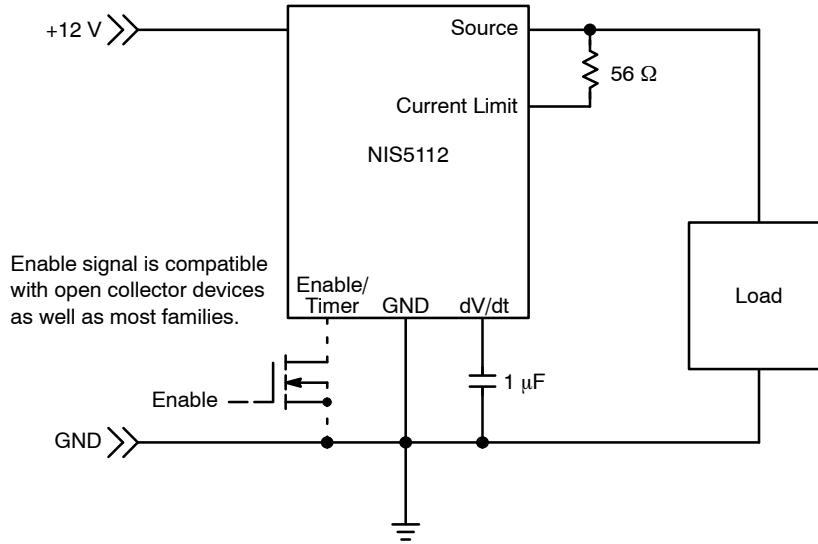 +12 V
Source
56 Ω
Current Limit
NIS5112
Enable signal is compatible
with open collector devices
as well as most families.
Enable/
Timer
GND
dV/dt
Load
1 μF
Enable
GND